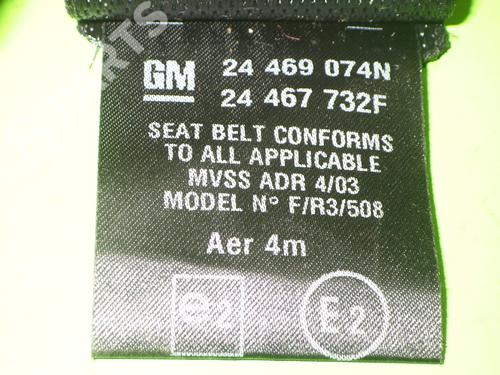 PARTS
GM 24 469 074N
24 467 732F
SEAT BELT CONFORMS
TO ALL APPLICABLE
MVSS ADR 4/03
MODEL N° F/R3/508
Aer 4m
e2 E2